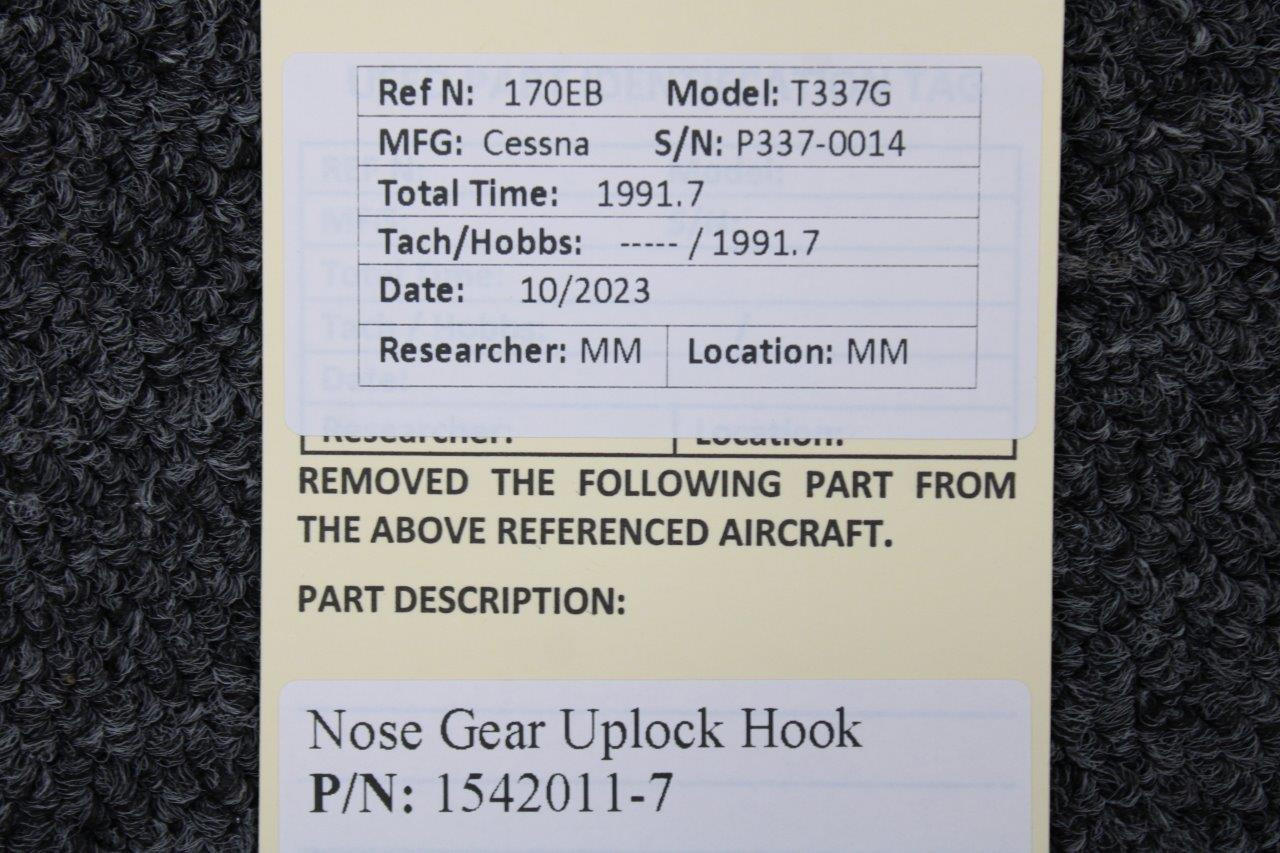 Ref N: 170EB Model: T337G
MFG: Cessna S/N: P337-0014
Total Time: 1991.7
Tach/Hobbs: ----- / 1991.7
Date: 10/2023
Researcher: MM Location: MM
Researcher: Location:
REMOVED THE FOLLOWING PART FROM
THE ABOVE REFERENCED AIRCRAFT.
PART DESCRIPTION:
Nose Gear Uplock Hook
P/N: 1542011-7